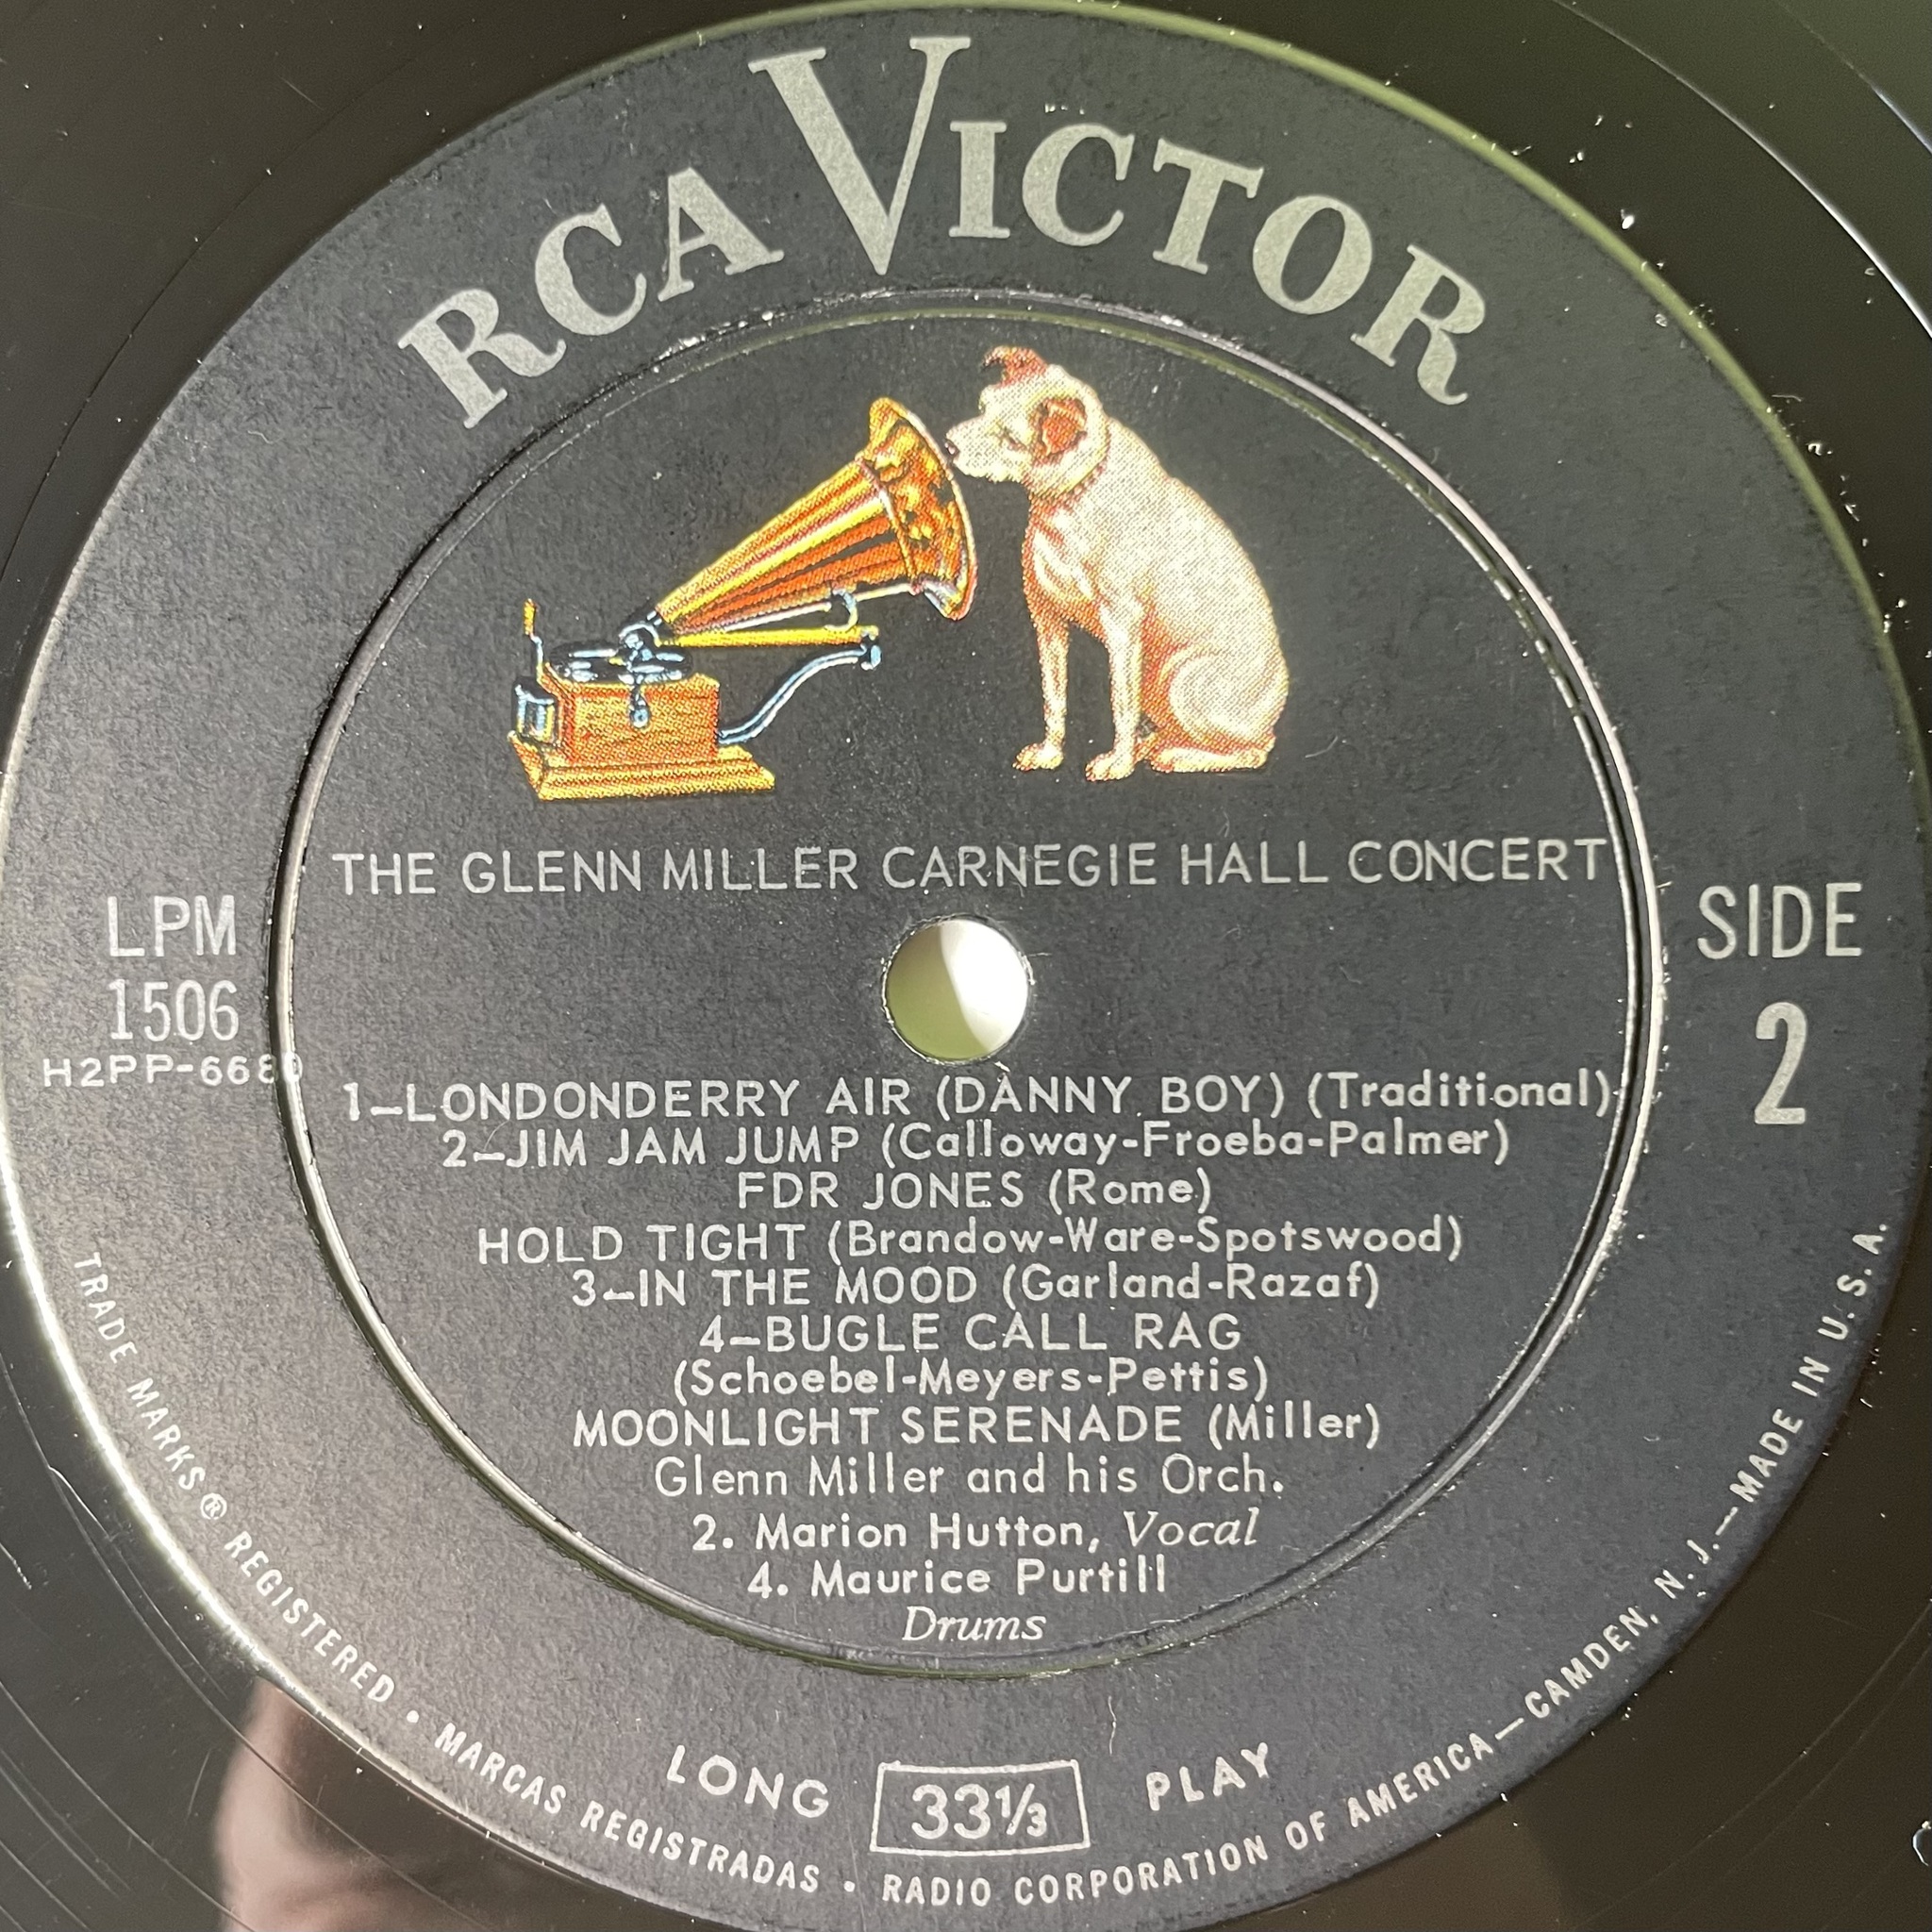 RCA VICTOR
THE GLENN MILLER CARNEGIE HALL CONCERT
LPM
1506
SIDE
2
1–LONDONDERRY AIR (DANNY BOY) (Traditional)
2–JIM JAM JUMP (Calloway-Froeba-Palmer)
FDR JONES (Rome)
HOLD TIGHT (Brandow-Ware-Spotswood)
3–IN THE MOOD (Garland-Razaf)
4–BUGLE CALL RAG
(Schoebel-Meyers-Pettis)
MOONLIGHT SERENADE (Miller)
Glenn Miller and his Orch.
2. Marion Hutton, Vocal
4. Maurice Purtill
Drums
LONG 33⅓ PLAY
TRADE MARKS ® REGISTERED • MARCAS REGISTRADAS • RADIO CORPORATION OF AMERICA—CAMDEN, N. J.—MADE IN U. S. A.